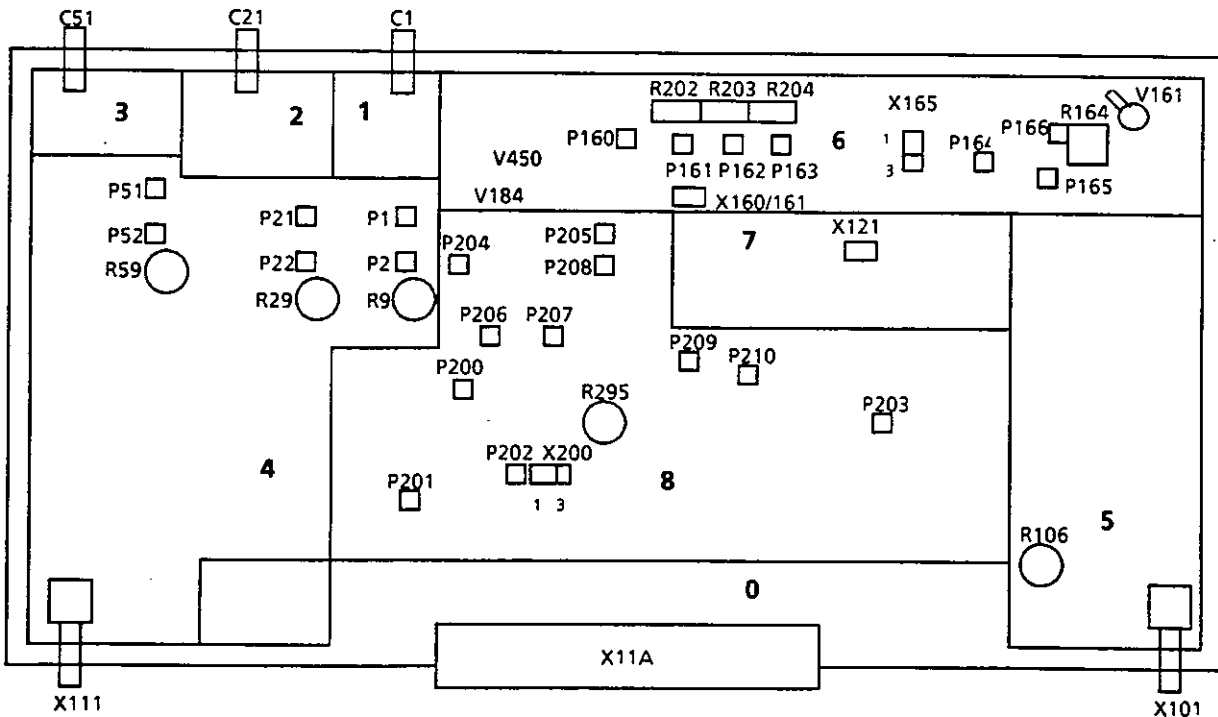 C51 C21 C1
R202 R203 R204 X165 V161
3 2 1 P160 6 1 P166 R164
V450 P161 P162 P163 3 P164 P165
P51 V184 X160/161
P21 P1 P205 7 X121
P52 P204
R59 P22 P2 P208
R29 R9
P206 P207 P209 P210
P200 R295 P203
4 P202 X200 8
P201 1 3 5
R106
0
X11A
X111 X101